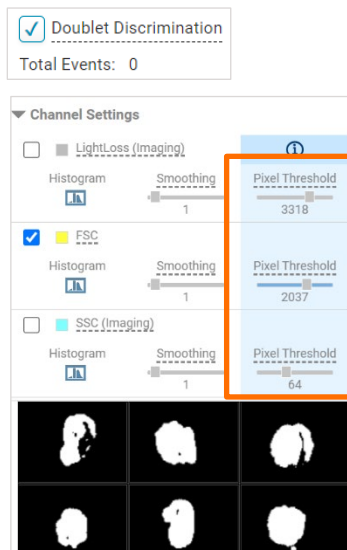 Doublet Discrimination
Total Events: 0
Channel Settings
LightLoss (Imaging)
Histogram Smoothing Pixel Threshold
1 3318
FSC
Histogram Smoothing Pixel Threshold
1 2037
SSC (Imaging)
Histogram Smoothing Pixel Threshold
1 64